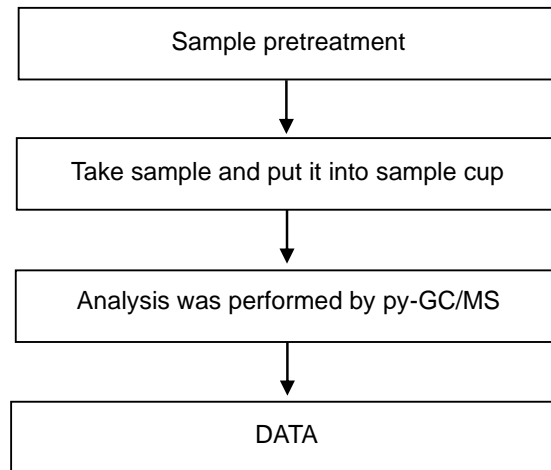 Sample pretreatment
Take sample and put it into sample cup
Analysis was performed by py-GC/MS
DATA